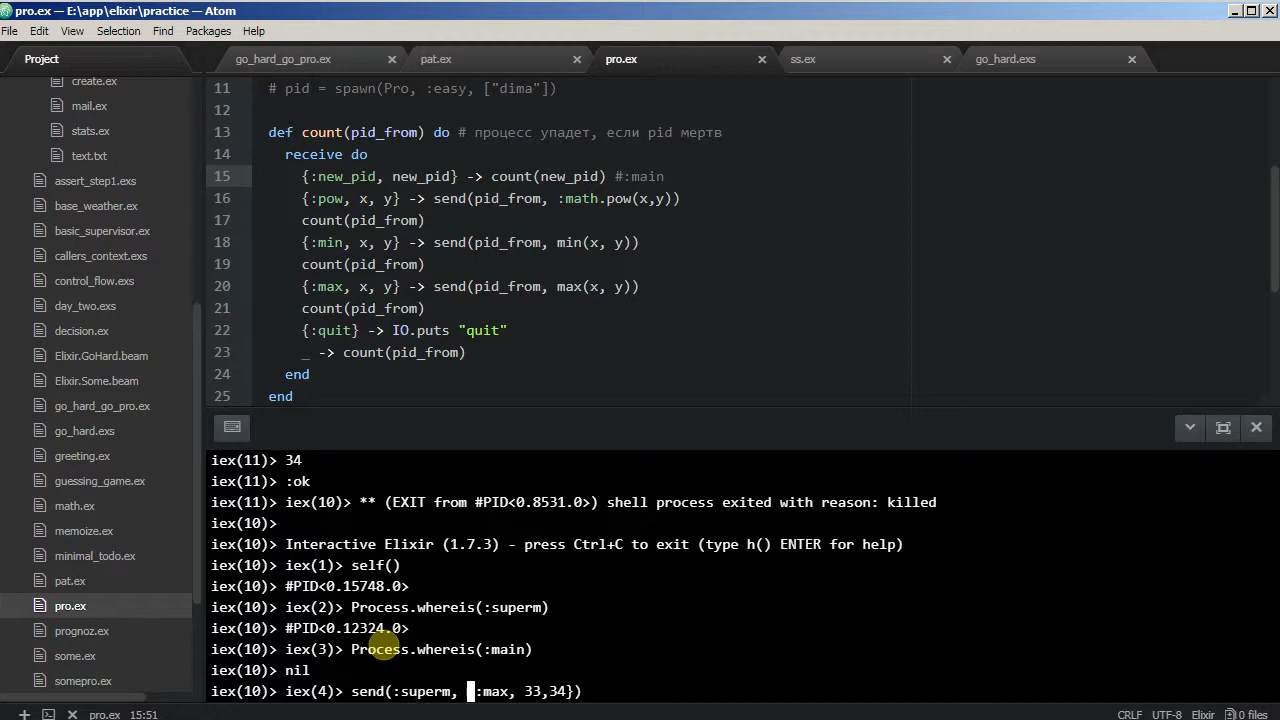 pro.ex — E:\app\elixir\practice — Atom
File Edit View Selection Find Packages Help
Project
go_hard_go_pro.ex pat.ex pro.ex ss.ex go_hard.exs
create.ex
mail.ex
stats.ex
text.txt
assert_step1.exs
base_weather.ex
basic_supervisor.ex
callers_context.exs
control_flow.exs
day_two.exs
decision.ex
Elixir.GoHard.beam
Elixir.Some.beam
go_hard_go_pro.ex
go_hard.exs
greeting.ex
guessing_game.ex
math.ex
memoize.ex
minimal_todo.ex
pat.ex
pro.ex
prognoz.ex
some.ex
somepro.ex
11 # pid = spawn(Pro, :easy, ["dima"])
12
13 def count(pid_from) do # процесс упадет, если pid мертв
14 receive do
15 {:new_pid, new_pid} -> count(new_pid) #:main
16 {:pow, x, y} -> send(pid_from, :math.pow(x,y))
17 count(pid_from)
18 {:min, x, y} -> send(pid_from, min(x, y))
19 count(pid_from)
20 {:max, x, y} -> send(pid_from, max(x, y))
21 count(pid_from)
22 {:quit} -> IO.puts "quit"
23 _ -> count(pid_from)
24 end
25 end
iex(11)> 34
iex(11)> :ok
iex(11)> iex(10)> ** (EXIT from #PID<0.8531.0>) shell process exited with reason: killed
iex(10)>
iex(10)> Interactive Elixir (1.7.3) - press Ctrl+C to exit (type h() ENTER for help)
iex(10)> iex(1)> self()
iex(10)> #PID<0.15748.0>
iex(10)> iex(2)> Process.whereis(:superm)
iex(10)> #PID<0.12324.0>
iex(10)> iex(3)> Process.whereis(:main)
iex(10)> nil
iex(10)> iex(4)> send(:superm, :max, 33,34})
pro.ex 15:51 CRLF UTF-8 Elixir 0 files